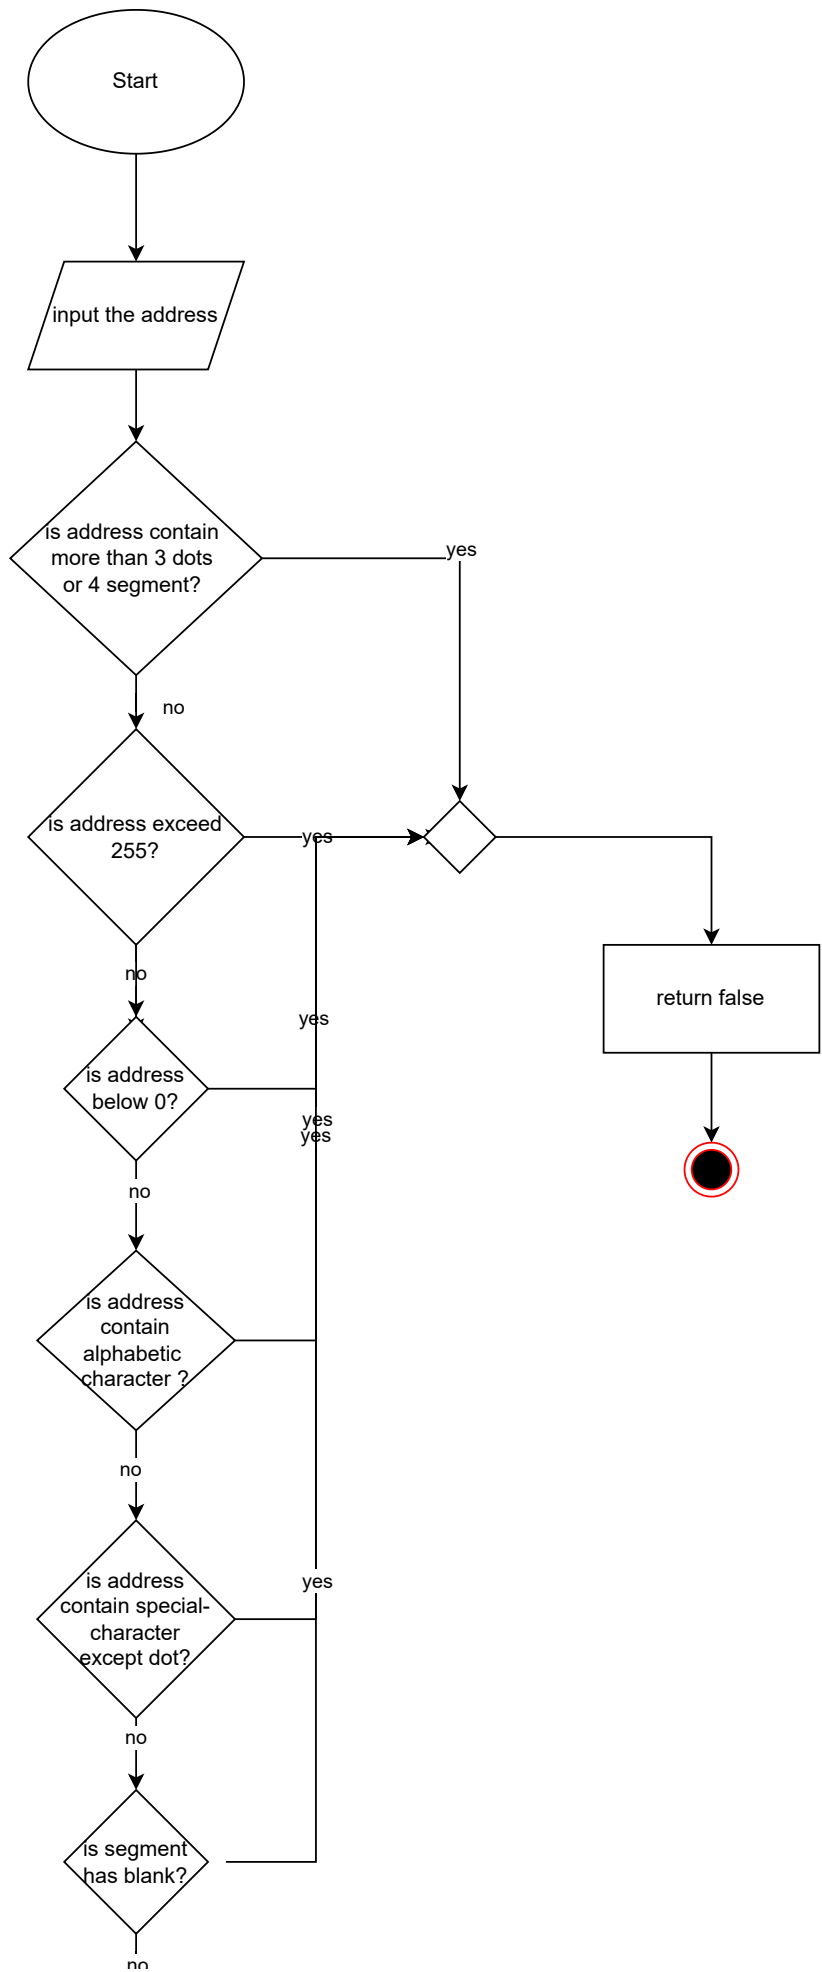 Start
input the address
is address contain
more than 3 dots
or 4 segment?
yes
no
is address exceed
255?
yes
no
yes
is address
below 0?
yes
yes
no
is address
contain
alphabetic
character ?
no
is address
contain special-
character
except dot?
yes
no
is segment
has blank?
no
return false